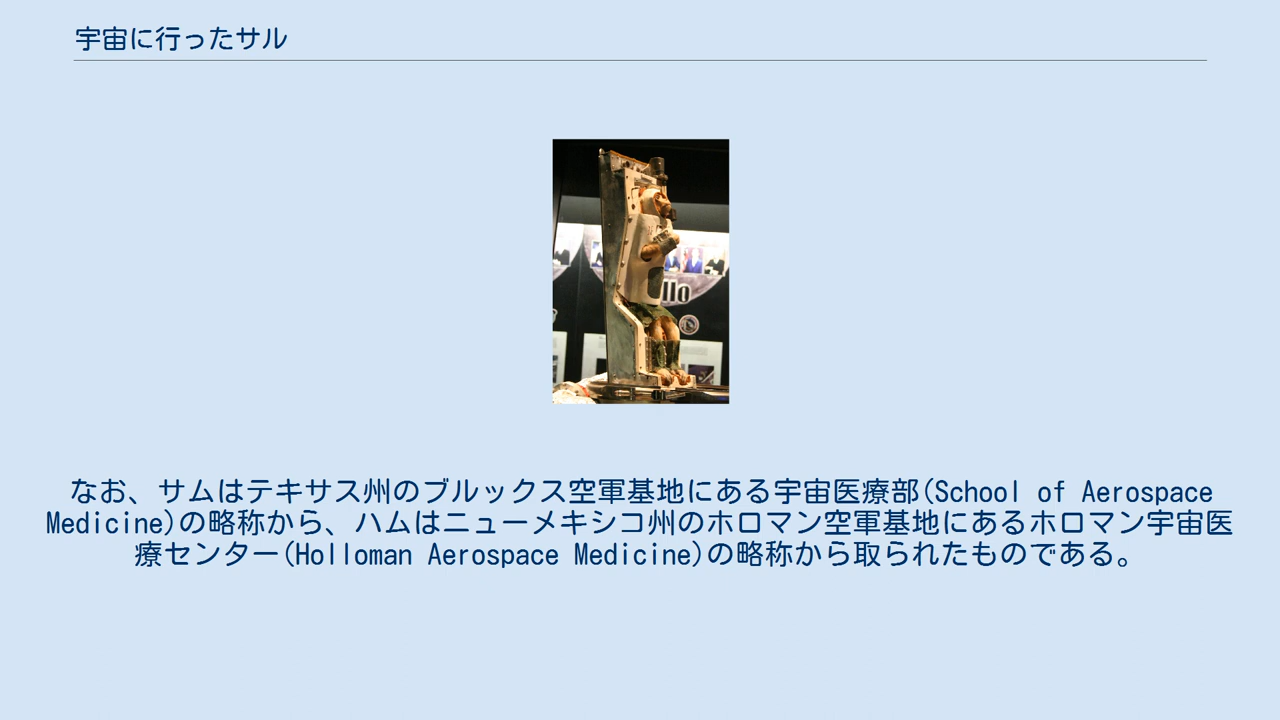 宇宙に行ったサル
llo
なお、サムはテキサス州のブルックス空軍基地にある宇宙医療部(School of Aerospace
Medicine)の略称から、ハムはニューメキシコ州のホロマン空軍基地にあるホロマン宇宙医
療センター(Holloman Aerospace Medicine)の略称から取られたものである。